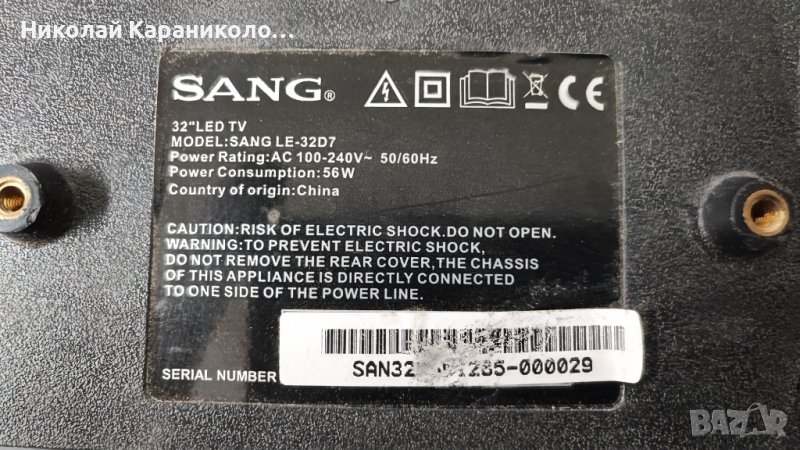 Николай Караниколо...
SANG®
CE
32"LED TV
MODEL:SANG LE-32D7
Power Rating:AC 100-240V~ 50/60Hz
Power Consumption:56W
Country of origin:China
CAUTION:RISK OF ELECTRIC SHOCK.DO NOT OPEN.
WARNING:TO PREVENT ELECTRIC SHOCK,
DO NOT REMOVE THE REAR COVER,THE CHASSIS
OF THIS APPLIANCE IS DIRECTLY CONNECTED
TO ONE SIDE OF THE POWER LINE.
SERIAL NUMBER
BAZAR